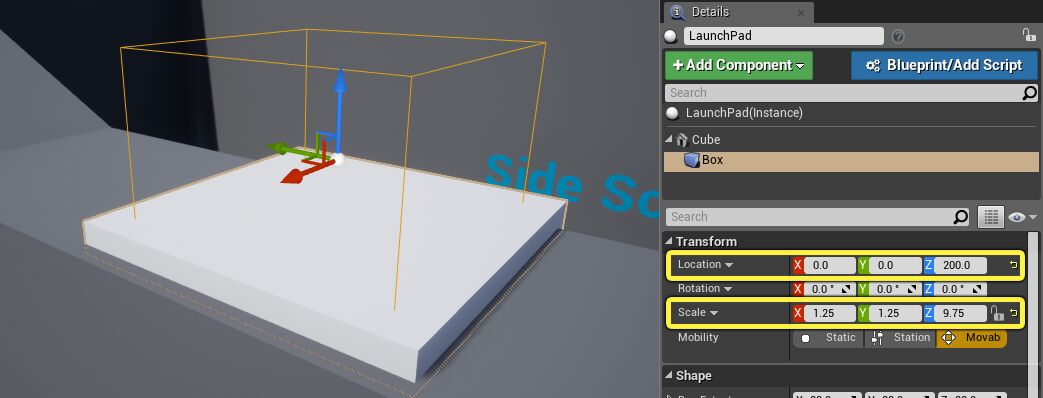 Side Sc
Details
LaunchPad
Add Component
Blueprint/Add Script
Search
LaunchPad(Instance)
Cube
Box
Search
Transform
Location X 0.0 Y 0.0 Z 200.0
Rotation 0.0 ° 0.0 ° 0.0 °
Scale X 1.25 Y 1.25 Z 9.75
Mobility Static Station Movab
Shape